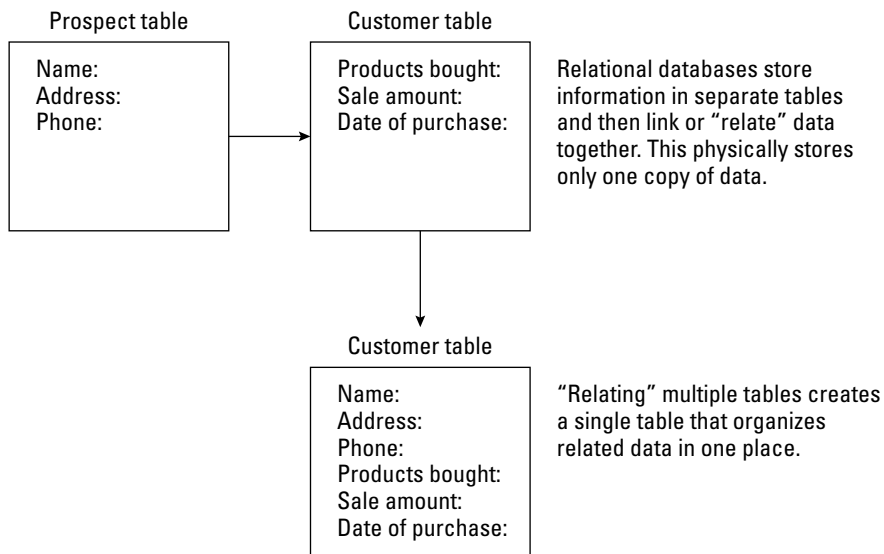 Prospect table
Name:
Address:
Phone:
Customer table
Products bought:
Sale amount:
Date of purchase:
Relational databases store
information in separate tables
and then link or “relate” data
together. This physically stores
only one copy of data.
Customer table
Name:
Address:
Phone:
Products bought:
Sale amount:
Date of purchase:
“Relating” multiple tables creates
a single table that organizes
related data in one place.